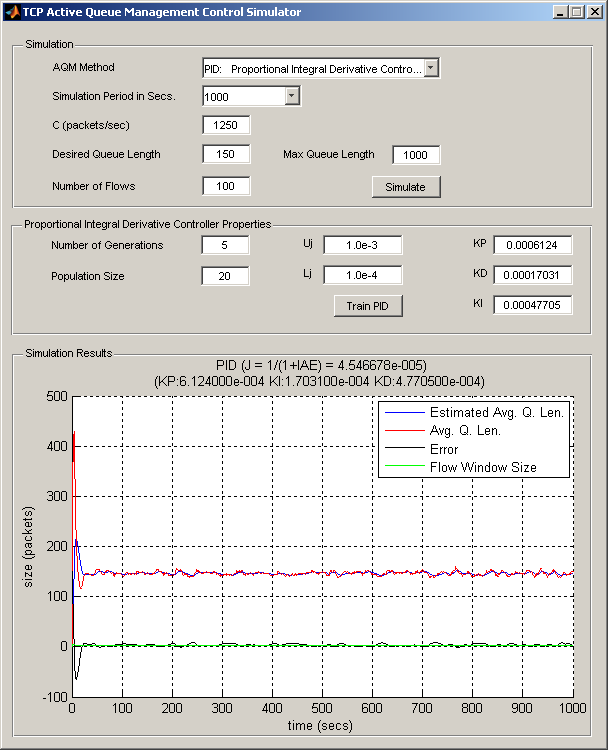 TCP Active Queue Management Control Simulator
Simulation
AQM Method
PID: Proportional Integral Derivative Contro...
Simulation Period in Secs.
1000
C (packets/sec)
1250
Desired Queue Length
150
Max Queue Length
1000
Number of Flows
100
Simulate
Proportional Integral Derivative Controller Properties
Number of Generations
5
Uj
1.0e-3
KP
0.0006124
Population Size
20
Lj
1.0e-4
KD
0.00017031
Train PID
KI
0.00047705
Simulation Results
PID (J = 1/(1+IAE) = 4.546678e-005)
(KP:6.124000e-004 KI:1.703100e-004 KD:4.770500e-004)
Estimated Avg. Q. Len.
Avg. Q. Len.
Error
Flow Window Size
500
400
300
200
100
0
-100
size (packets)
0 100 200 300 400 500 600 700 800 900 1000
time (secs)